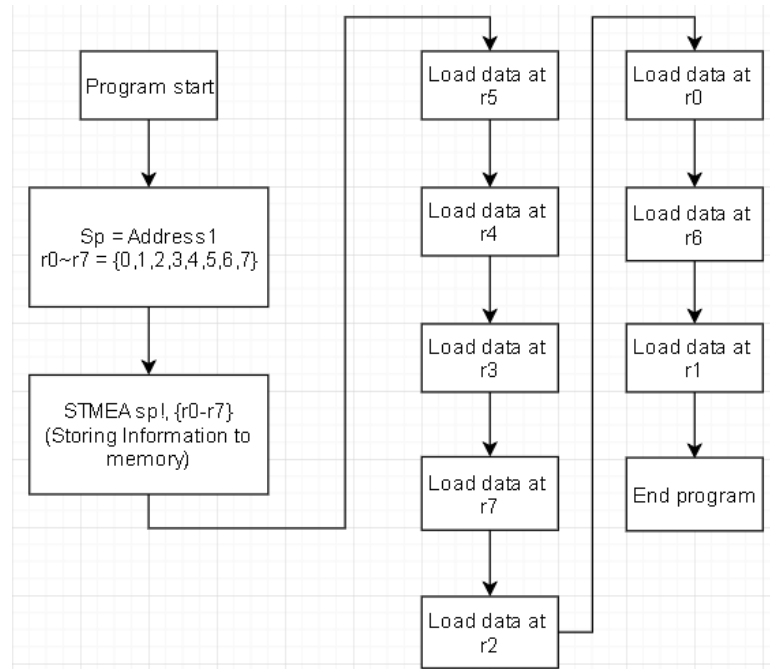 Program start
Sp = Address1
r0~r7 = {0,1,2,3,4,5,6,7}
STMEA sp!, {r0-r7}
(Storing Information to
memory)
Load data at
r5
Load data at
r4
Load data at
r3
Load data at
r7
Load data at
r2
Load data at
r0
Load data at
r6
Load data at
r1
End program